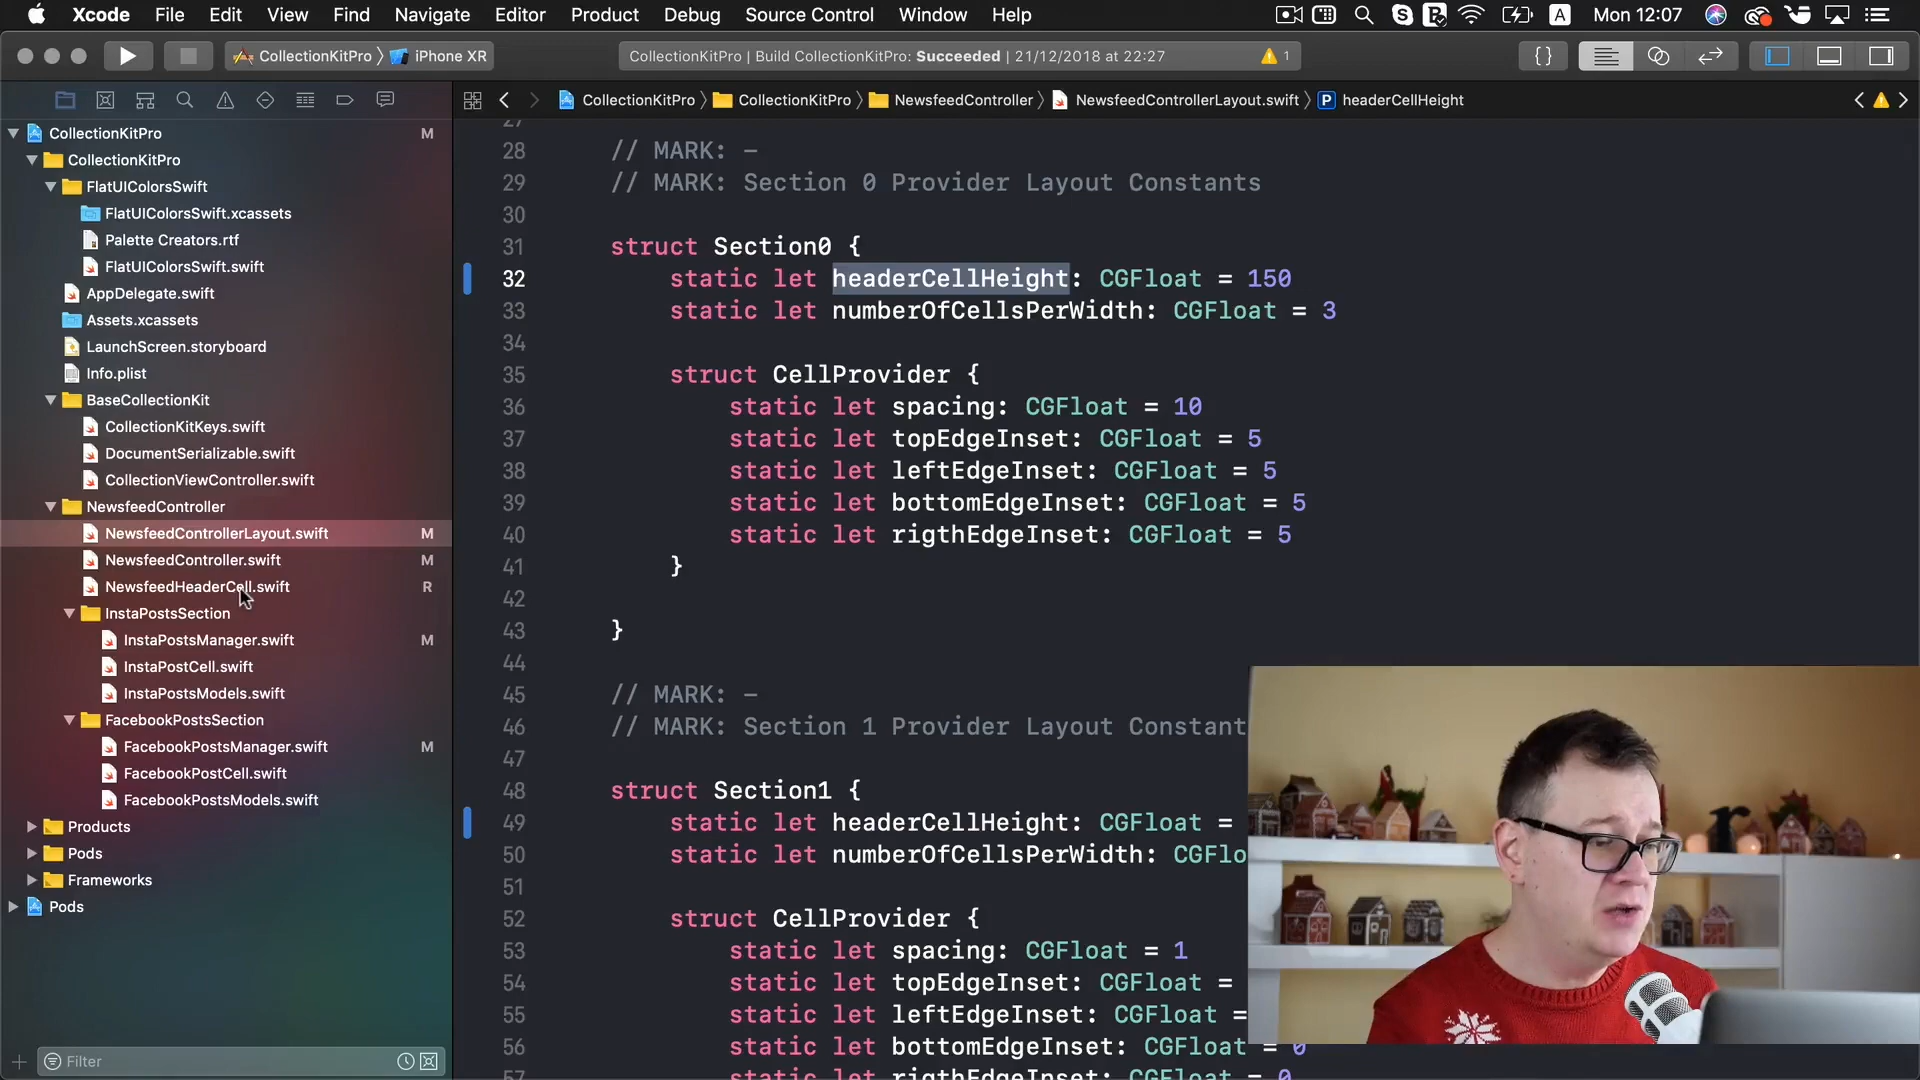 Xcode File Edit View Find Navigate Editor Product Debug Source Control Window Help A Mon 12:07
CollectionKitPro iPhone XR CollectionKitPro | Build CollectionKitPro: Succeeded | 21/12/2018 at 22:27 1 {}
CollectionKitPro CollectionKitPro NewsfeedController NewsfeedControllerLayout.swift P headerCellHeight
CollectionKitPro M
CollectionKitPro
FlatUIColorsSwift
FlatUIColorsSwift.xcassets
Palette Creators.rtf
FlatUIColorsSwift.swift
AppDelegate.swift
Assets.xcassets
LaunchScreen.storyboard
Info.plist
BaseCollectionKit
CollectionKitKeys.swift
DocumentSerializable.swift
CollectionViewController.swift
NewsfeedController
NewsfeedControllerLayout.swift M
NewsfeedController.swift M
NewsfeedHeaderCell.swift R
InstaPostsSection
InstaPostsManager.swift M
InstaPostCell.swift
InstaPostsModels.swift
FacebookPostsSection
FacebookPostsManager.swift M
FacebookPostCell.swift
FacebookPostsModels.swift
Products
Pods
Frameworks
Pods
Filter
27
28 // MARK: –
29 // MARK: Section 0 Provider Layout Constants
30
31 struct Section0 {
32 static let headerCellHeight: CGFloat = 150
33 static let numberOfCellsPerWidth: CGFloat = 3
34
35 struct CellProvider {
36 static let spacing: CGFloat = 10
37 static let topEdgeInset: CGFloat = 5
38 static let leftEdgeInset: CGFloat = 5
39 static let bottomEdgeInset: CGFloat = 5
40 static let rigthEdgeInset: CGFloat = 5
41 }
42
43 }
44
45 // MARK: –
46 // MARK: Section 1 Provider Layout Constant
47
48 struct Section1 {
49 static let headerCellHeight: CGFloat =
50 static let numberOfCellsPerWidth: CGFlo
51
52 struct CellProvider {
53 static let spacing: CGFloat = 1
54 static let topEdgeInset: CGFloat =
55 static let leftEdgeInset: CGFloat =
56 static let bottomEdgeInset: CGFloat = 0
57 static let rigthEdgeInset: CGFloat = 0